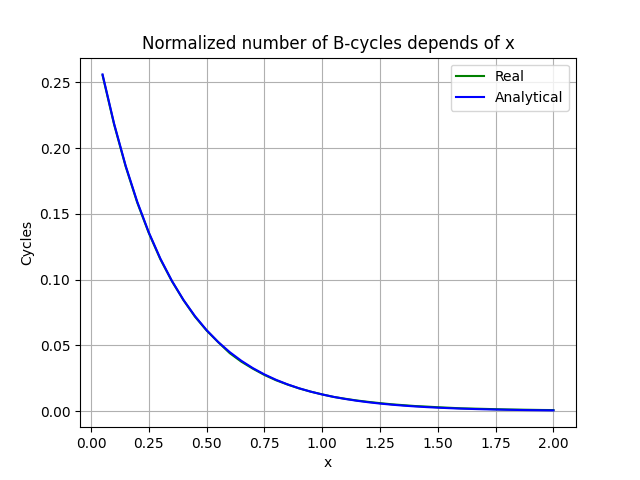 Normalized number of B-cycles depends of x
Real
Analytical
0.25
0.20
0.15
0.10
0.05
0.00
Cycles
0.00 0.25 0.50 0.75 1.00 1.25 1.50 1.75 2.00
x